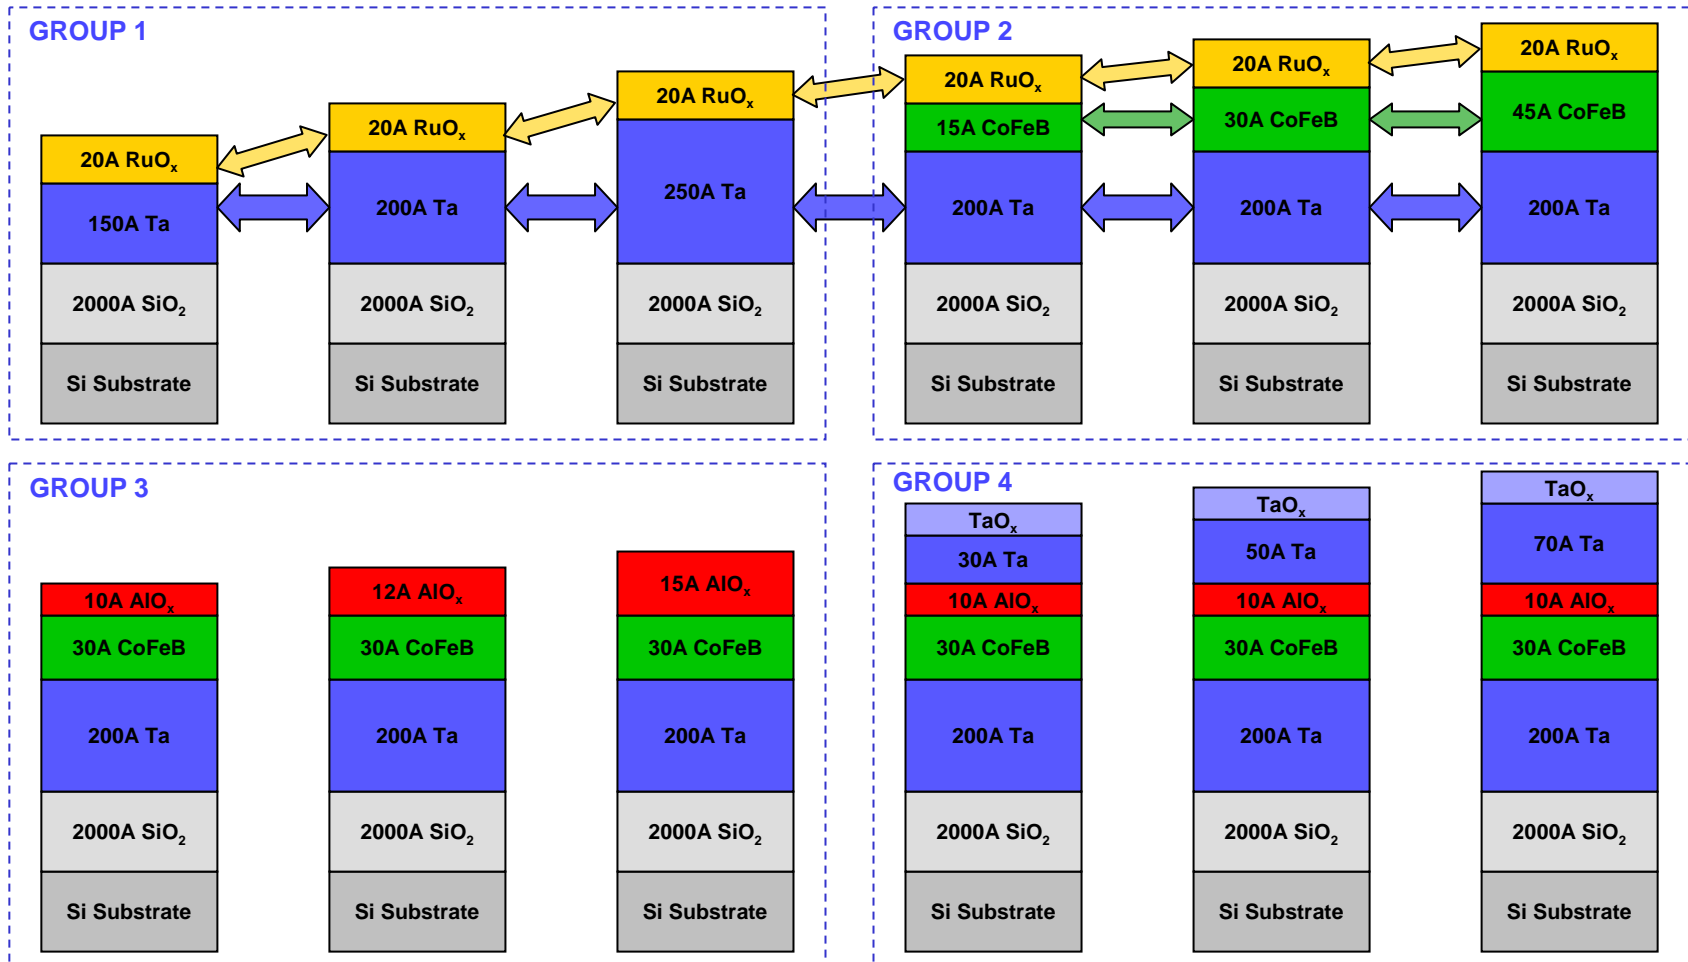 GROUP 1
20A RuOx
150A Ta
2000A SiO2
Si Substrate
20A RuOx
200A Ta
2000A SiO2
Si Substrate
20A RuOx
250A Ta
2000A SiO2
Si Substrate
GROUP 2
20A RuOx
15A CoFeB
200A Ta
2000A SiO2
Si Substrate
20A RuOx
30A CoFeB
200A Ta
2000A SiO2
Si Substrate
20A RuOx
45A CoFeB
200A Ta
2000A SiO2
Si Substrate
GROUP 3
10A AlOx
30A CoFeB
200A Ta
2000A SiO2
Si Substrate
12A AlOx
30A CoFeB
200A Ta
2000A SiO2
Si Substrate
15A AlOx
30A CoFeB
200A Ta
2000A SiO2
Si Substrate
GROUP 4
TaOx
30A Ta
10A AlOx
30A CoFeB
200A Ta
2000A SiO2
Si Substrate
TaOx
50A Ta
10A AlOx
30A CoFeB
200A Ta
2000A SiO2
Si Substrate
TaOx
70A Ta
10A AlOx
30A CoFeB
200A Ta
2000A SiO2
Si Substrate